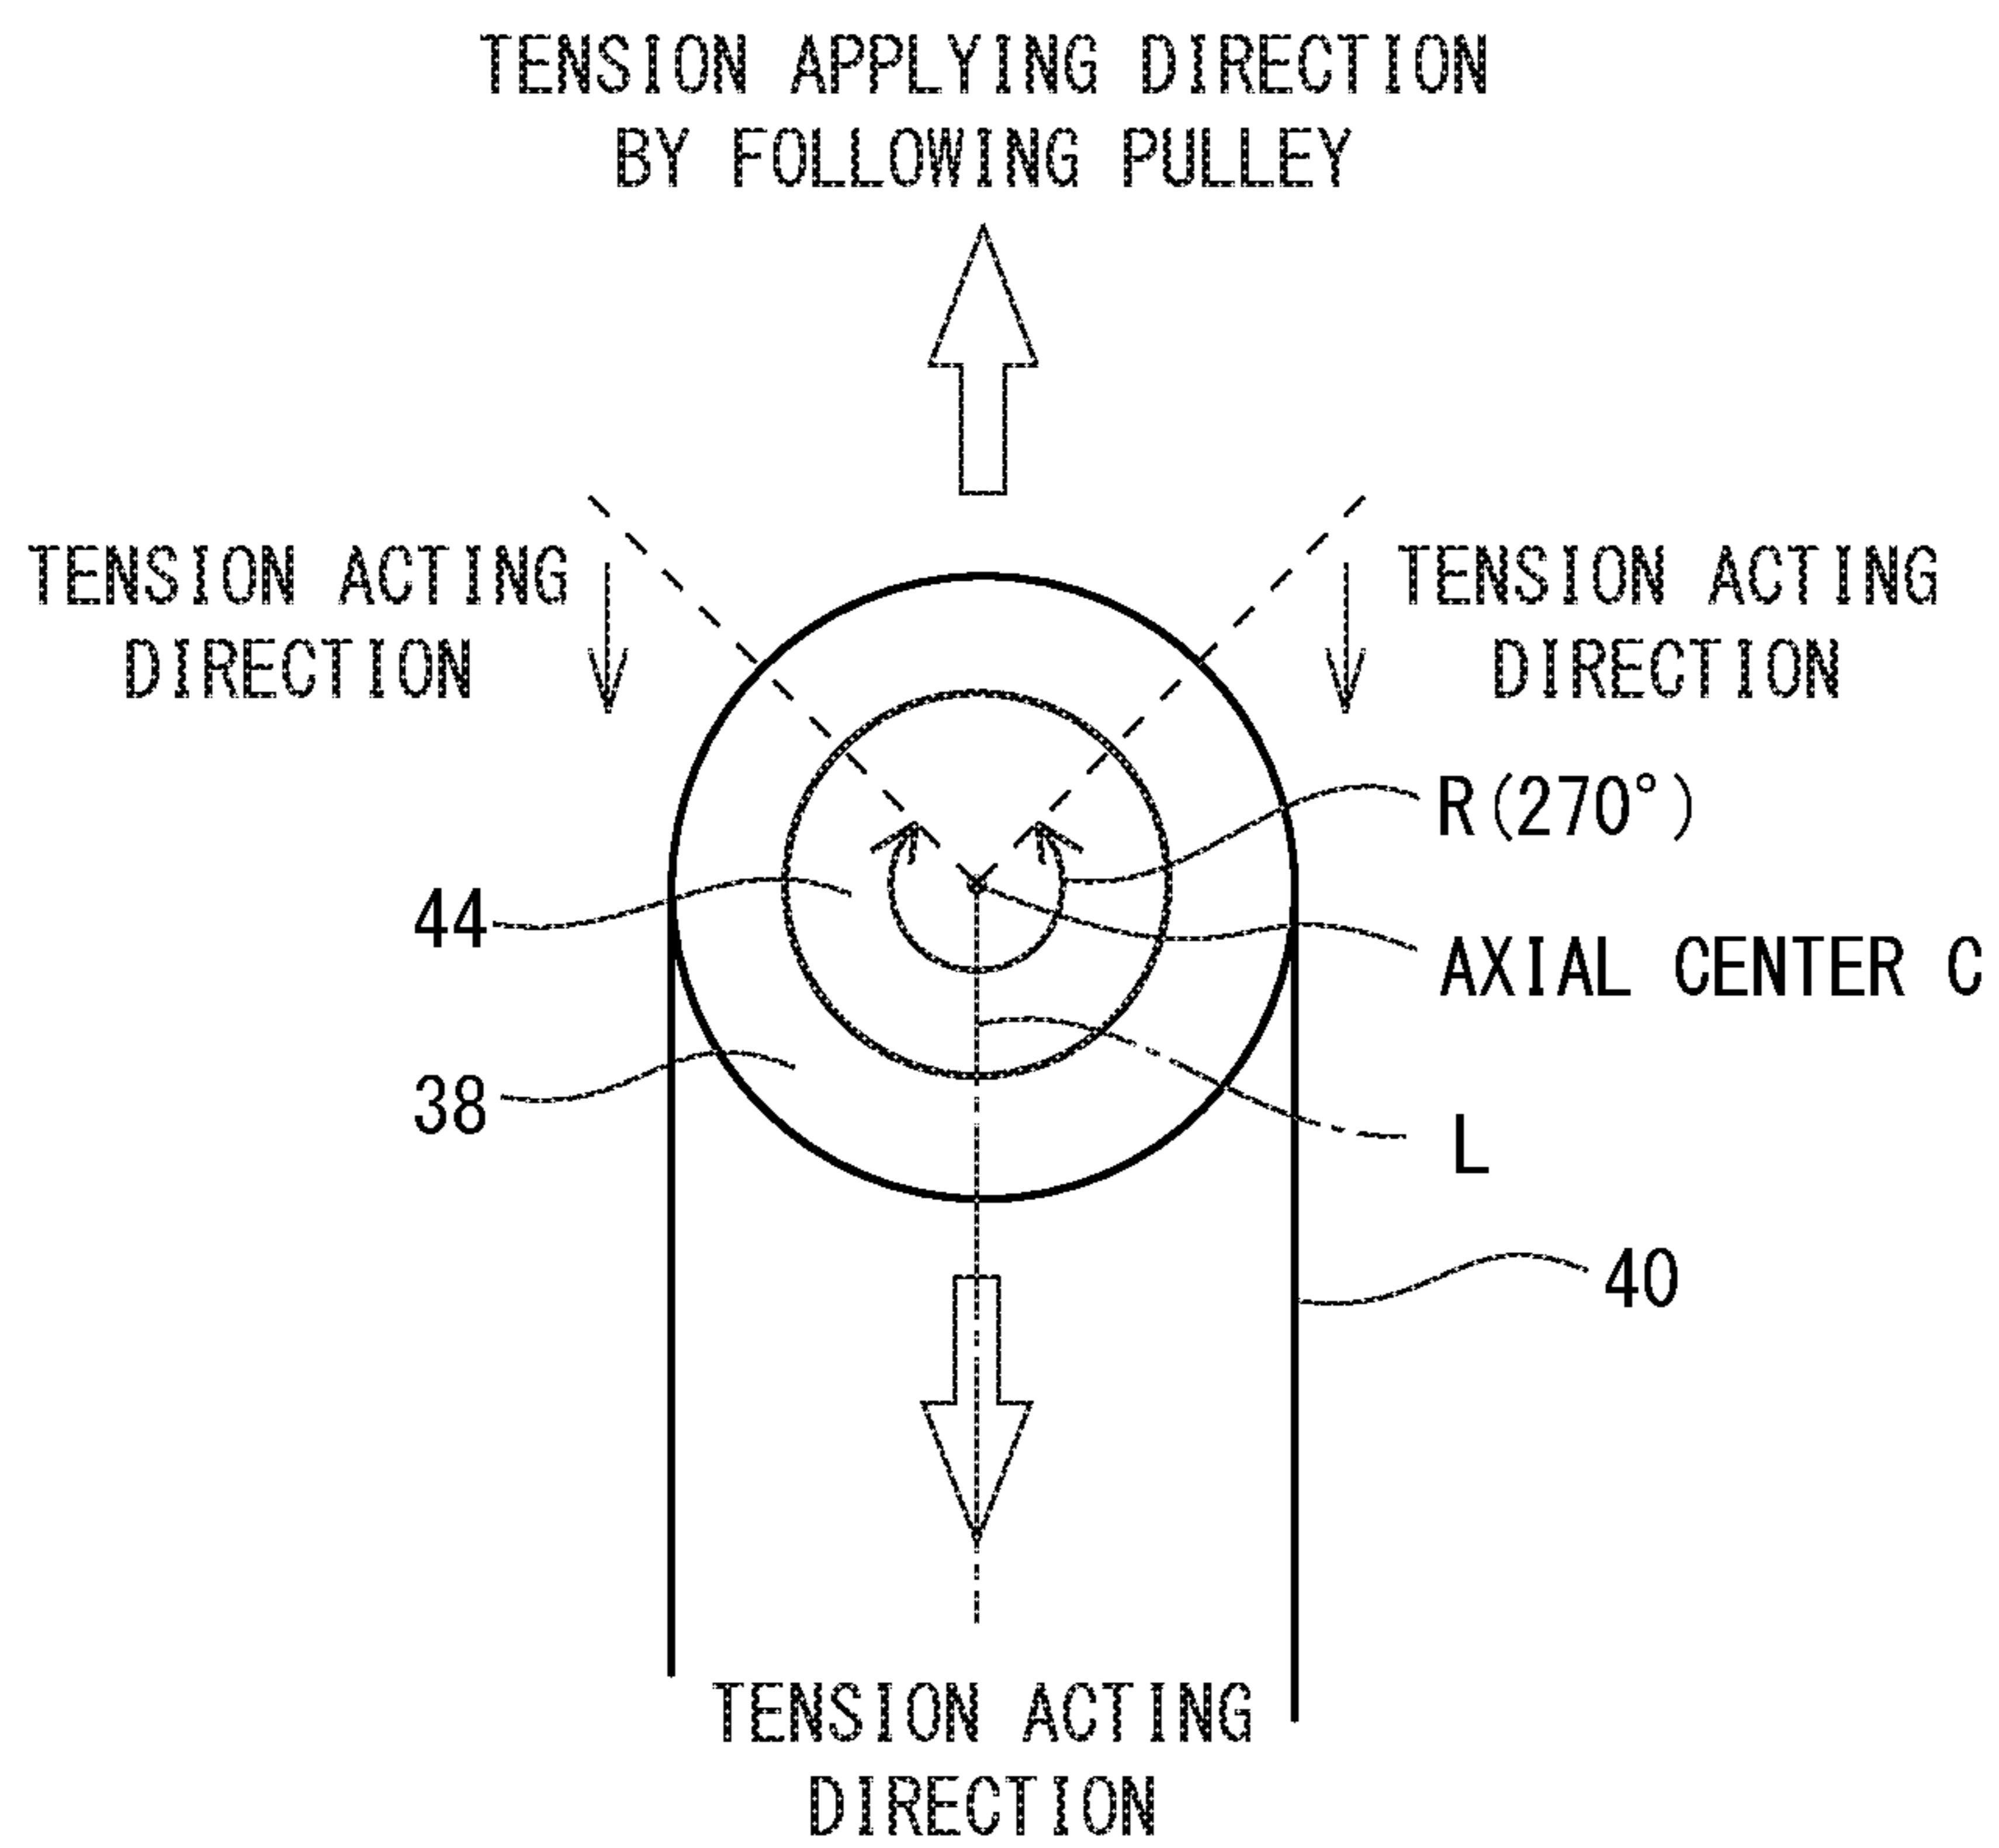 TENSION APPLYING DIRECTION
BY FOLLOWING PULLEY
TENSION ACTING
DIRECTION
TENSION ACTING
DIRECTION
R(270°)
44
AXIAL CENTER C
38
L
40
TENSION ACTING
DIRECTION